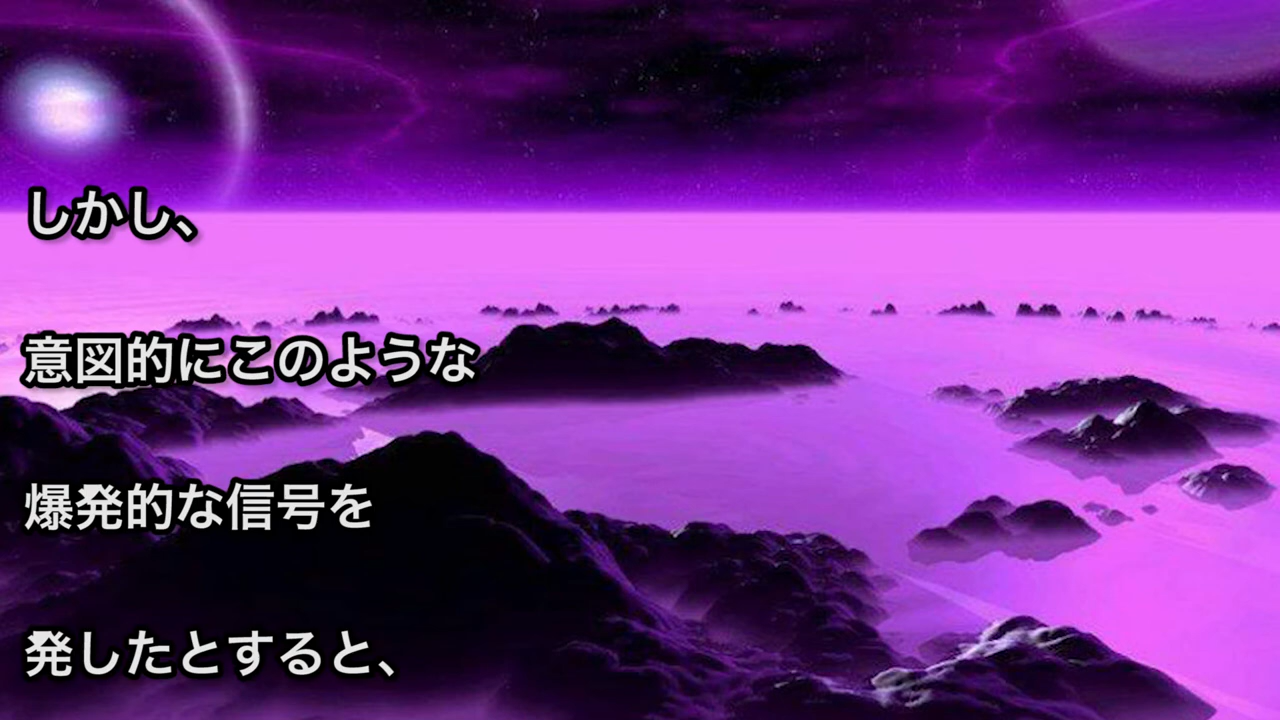 しかし、
意図的にこのような
爆発的な信号を
発したとすると、